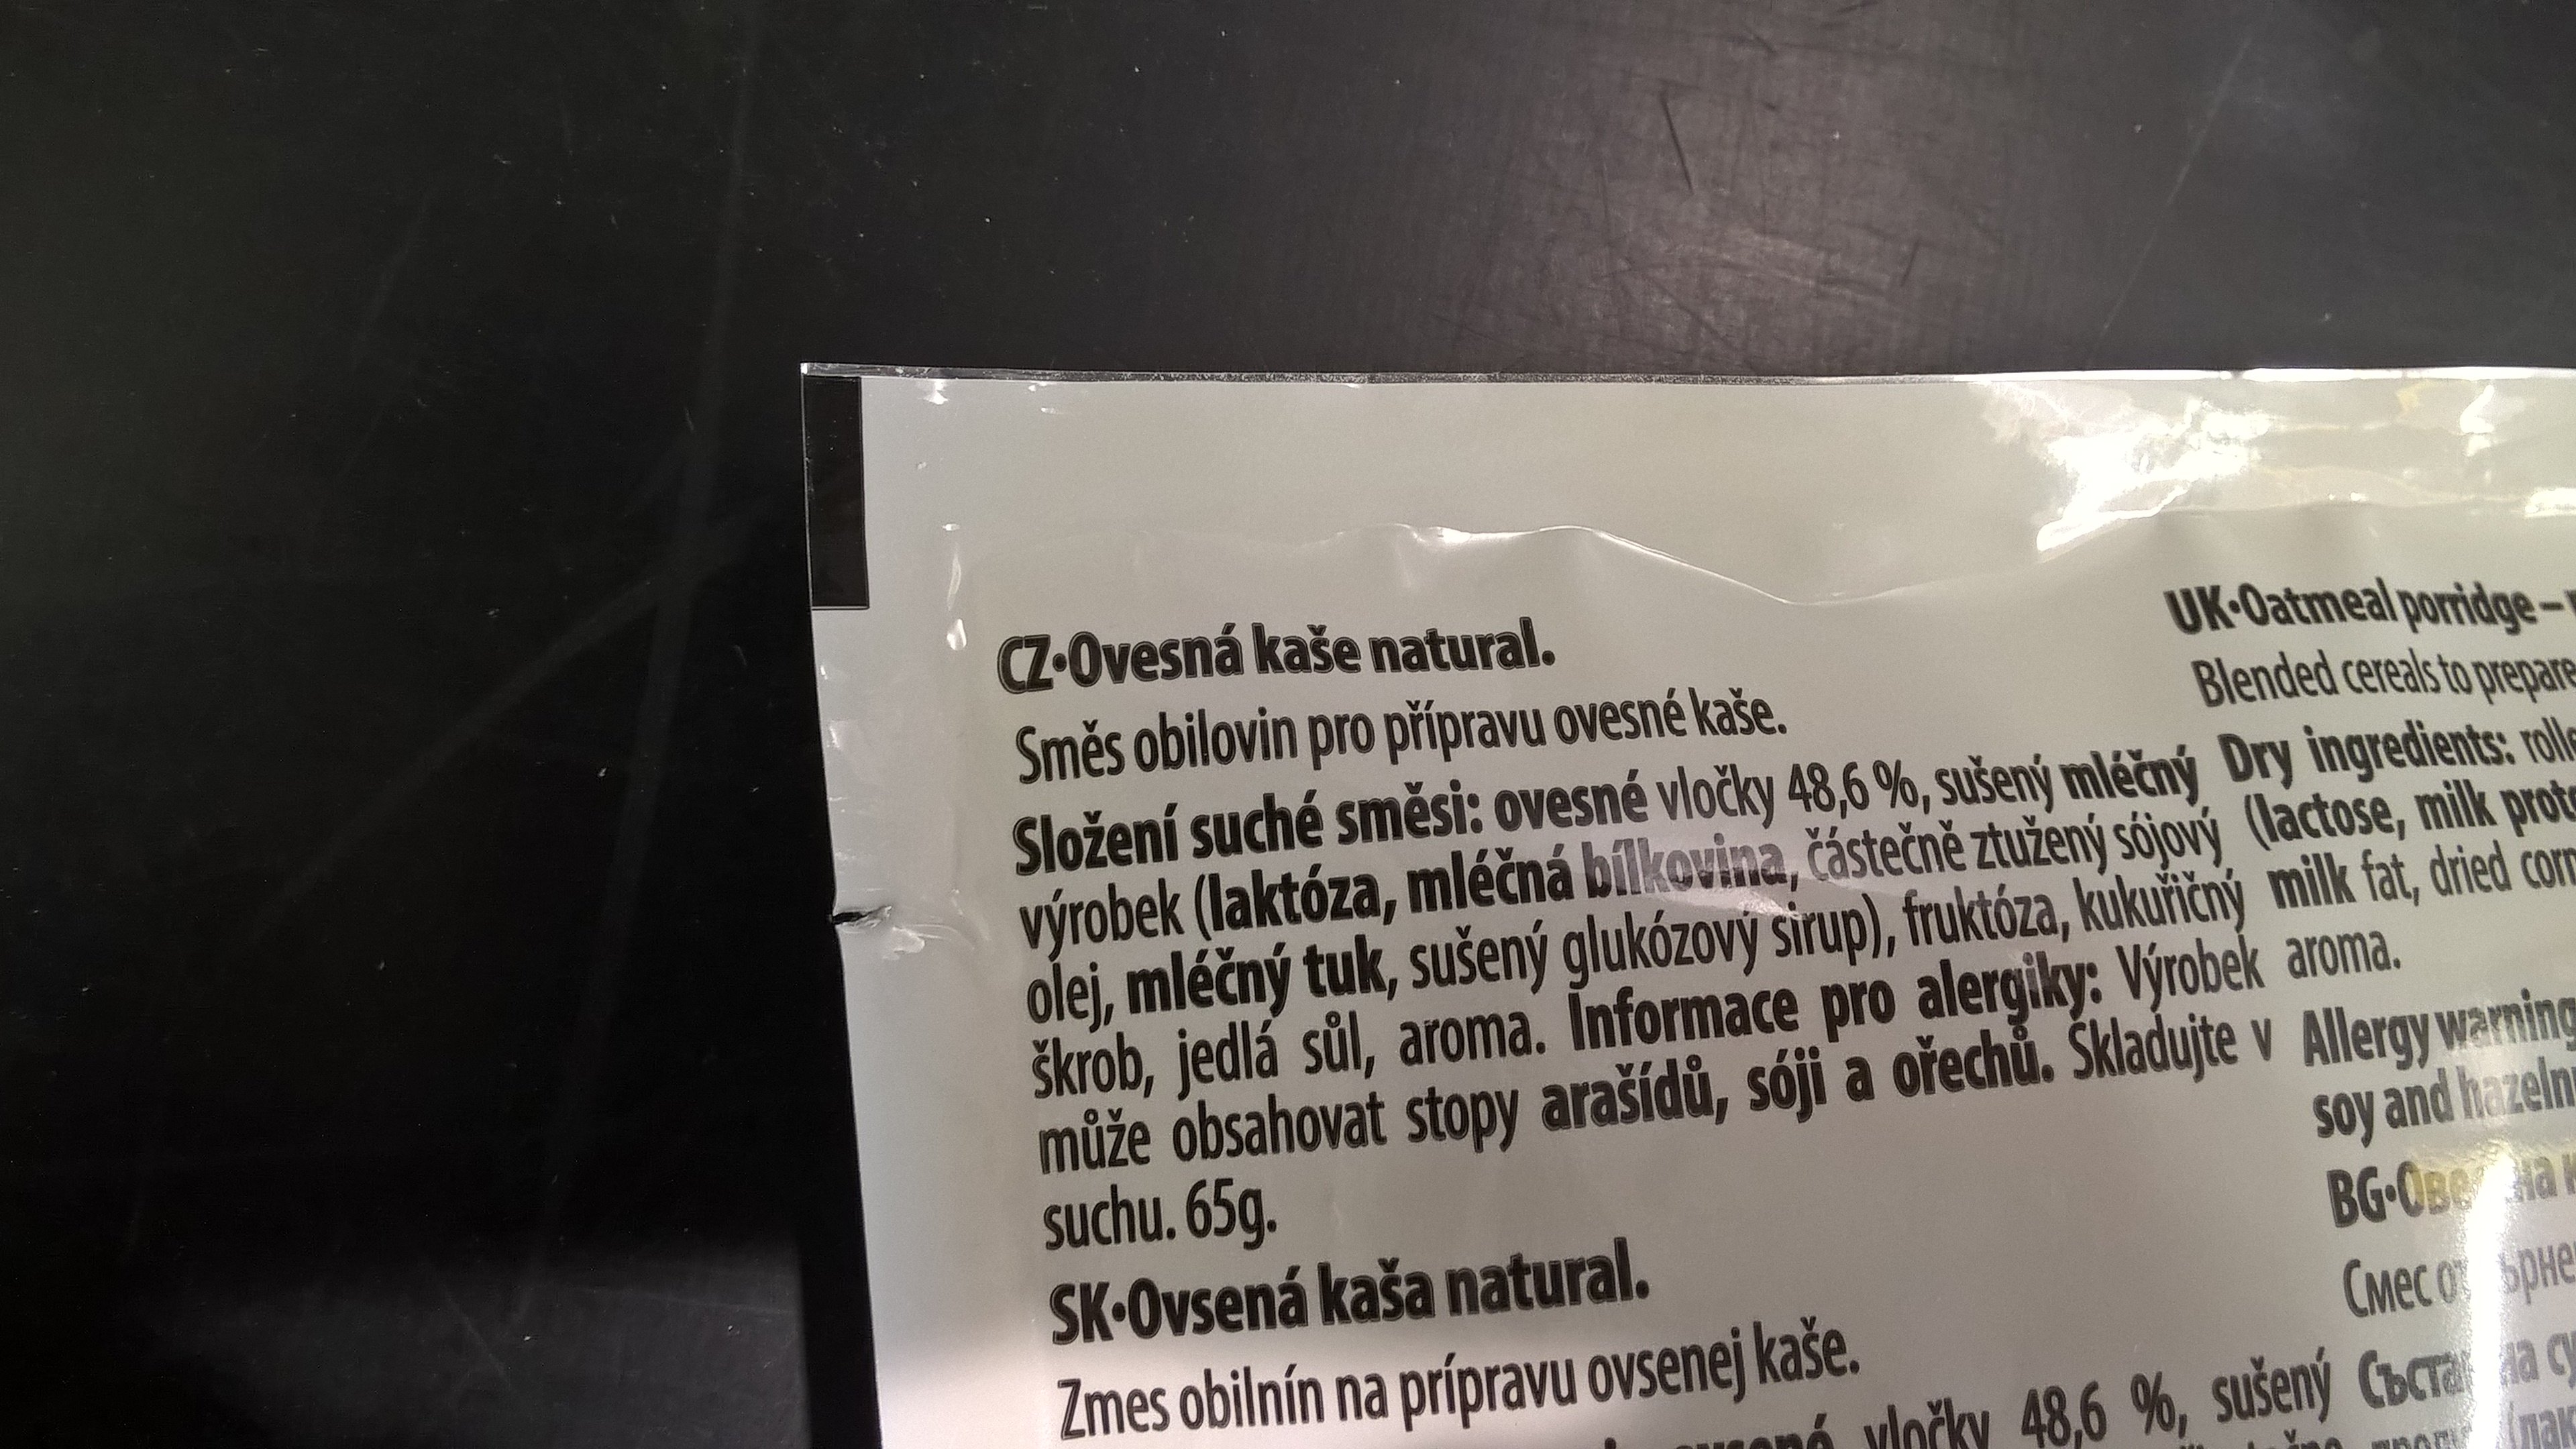 CZ•Ovesná kaše natural.
Směs obilovin pro přípravu ovesné kaše.
Složení suché směsi: ovesné vločky 48,6 %, sušený mléčný
výrobek (laktóza, mléčná bílkovina, částečně ztužený sójový
olej, mléčný tuk, sušený glukózový sirup), fruktóza, kukuřičný
škrob, jedlá sůl, aroma. Informace pro alergiky: Výrobek
může obsahovat stopy arašídů, sóji a ořechů. Skladujte v
suchu. 65g.
SK•Ovsená kaša natural.
Zmes obilnín na prípravu ovsenej kaše.
vločky 48,6 %, sušený
UK•Oatmeal porridge –
Blended cereals to prepare
Dry ingredients:
(lactose, milk
milk fat, dried
aroma.
Allergy warning
soy and
BG•
Смес